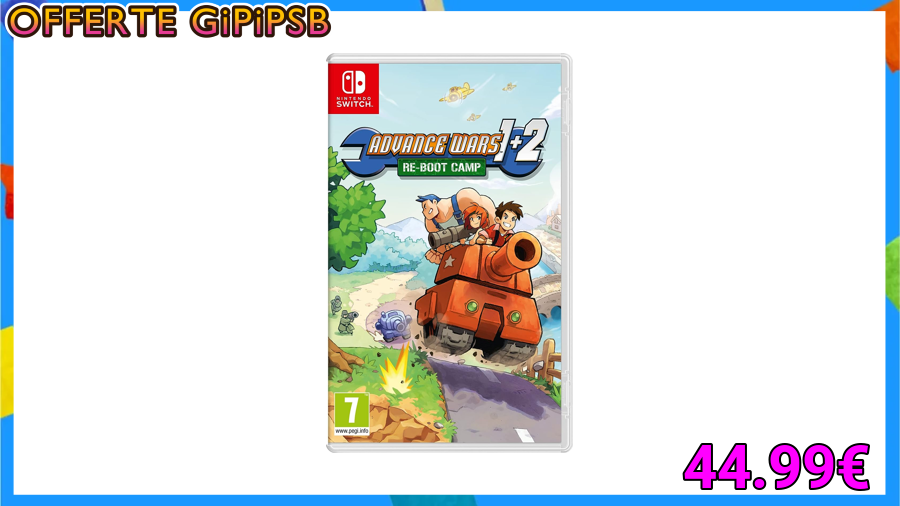 OFFERTE GiPiPSB
NINTENDO
SWITCH.
ADVANCE WARS 1+2
RE-BOOT CAMP
7
www.pegi.info
44.99€